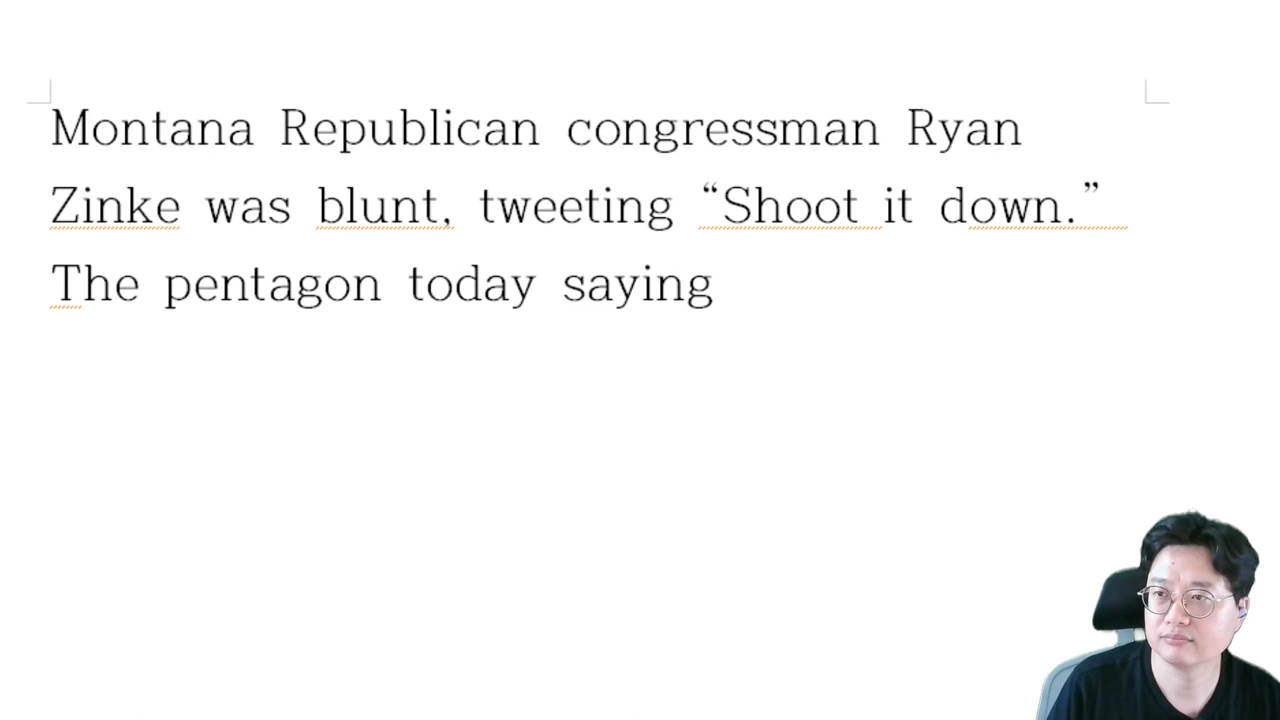 Montana Republican congressman Ryan
Zinke was blunt, tweeting “Shoot it down.”
The pentagon today saying